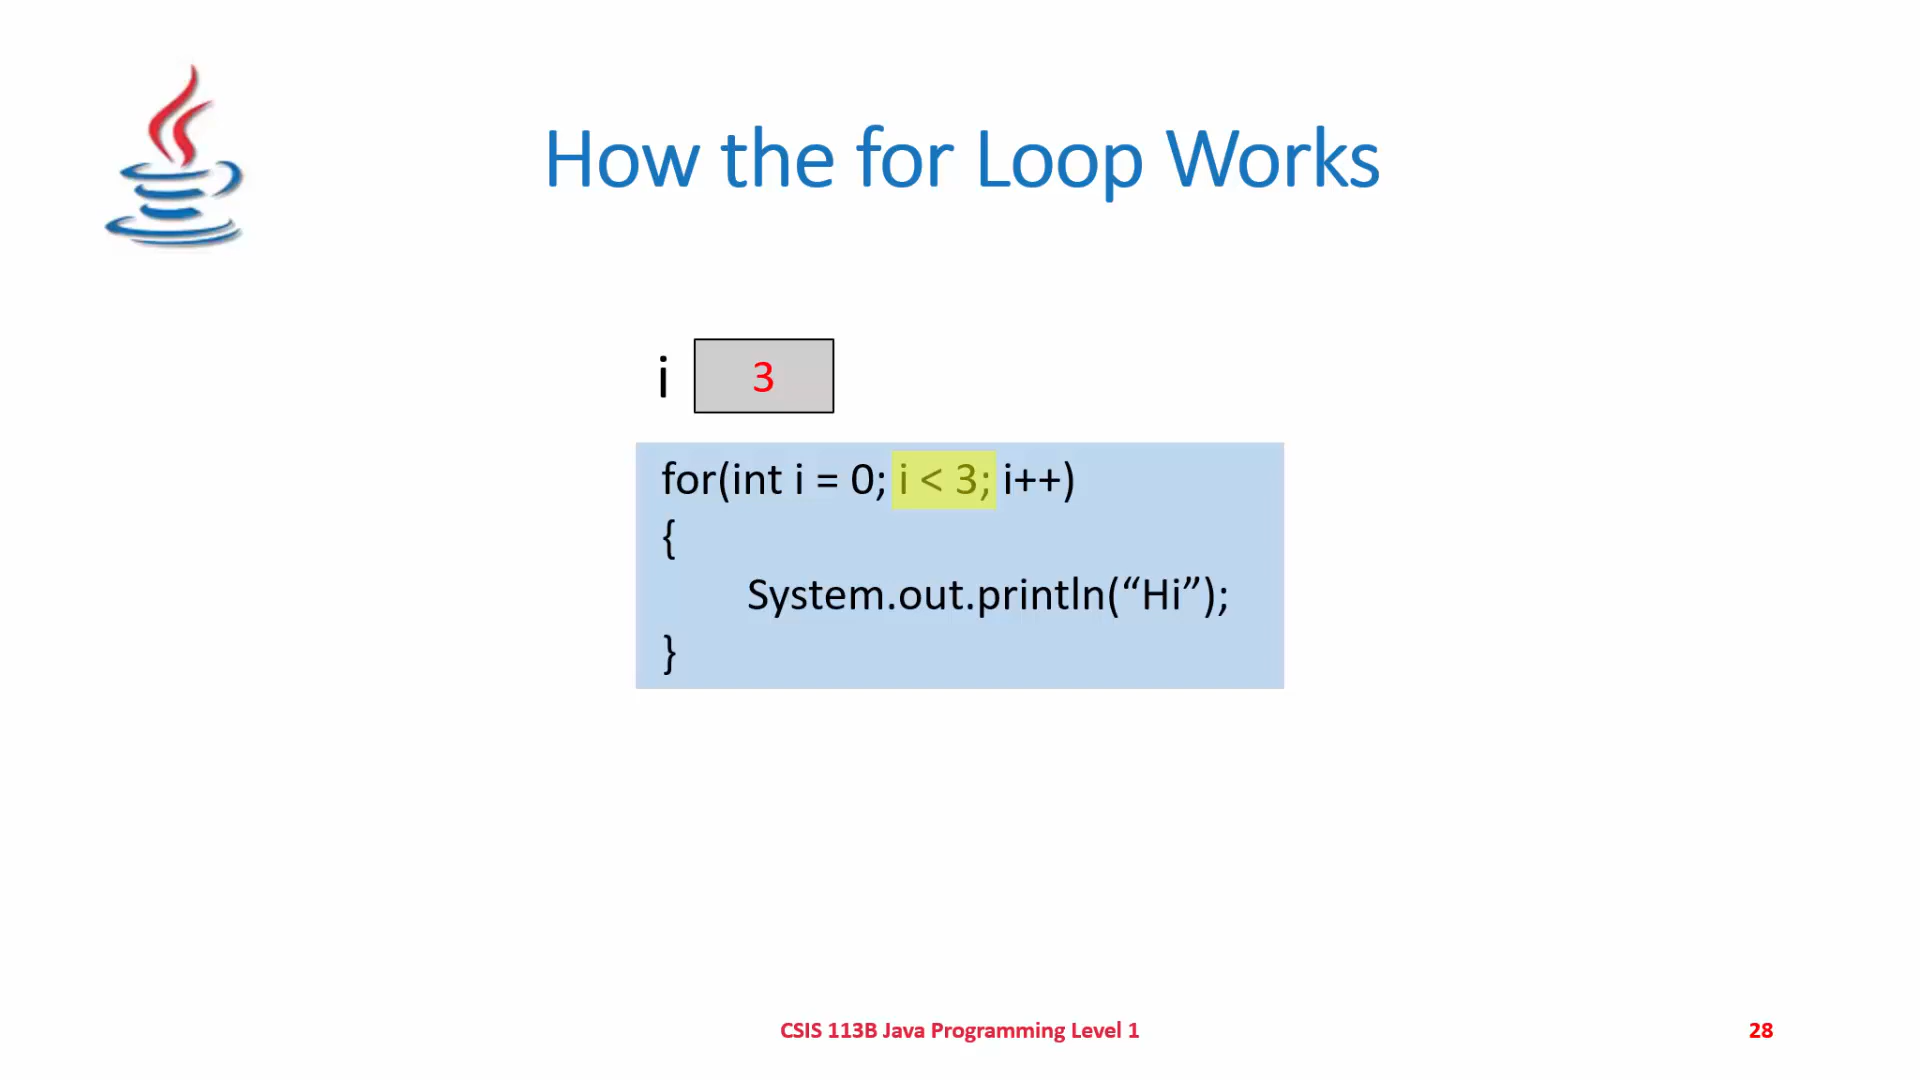 How the for Loop Works
i 3
for(int i = 0; i < 3; i++)
{
System.out.println(“Hi”);
}
CSIS 113B Java Programming Level 1
28